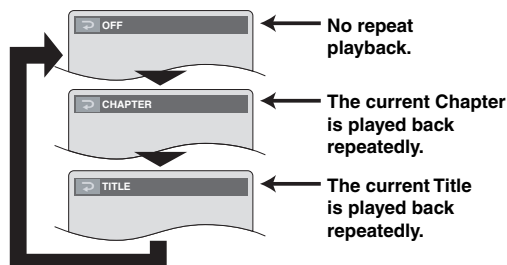 OFF
No repeat
playback.
CHAPTER
The current Chapter
is played back
repeatedly.
TITLE
The current Title
is played back
repeatedly.